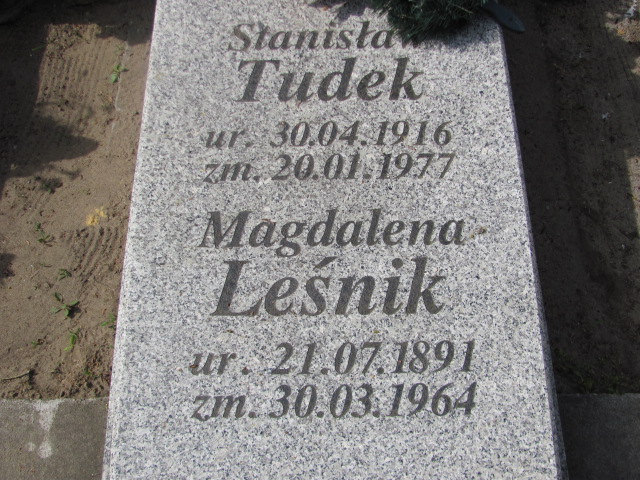 Stanisław
Tudek
ur. 30.04.1916
zm. 20.01.1977
Magdalena
Leśnik
ur. 21.07.1891
zm. 30.03.1964